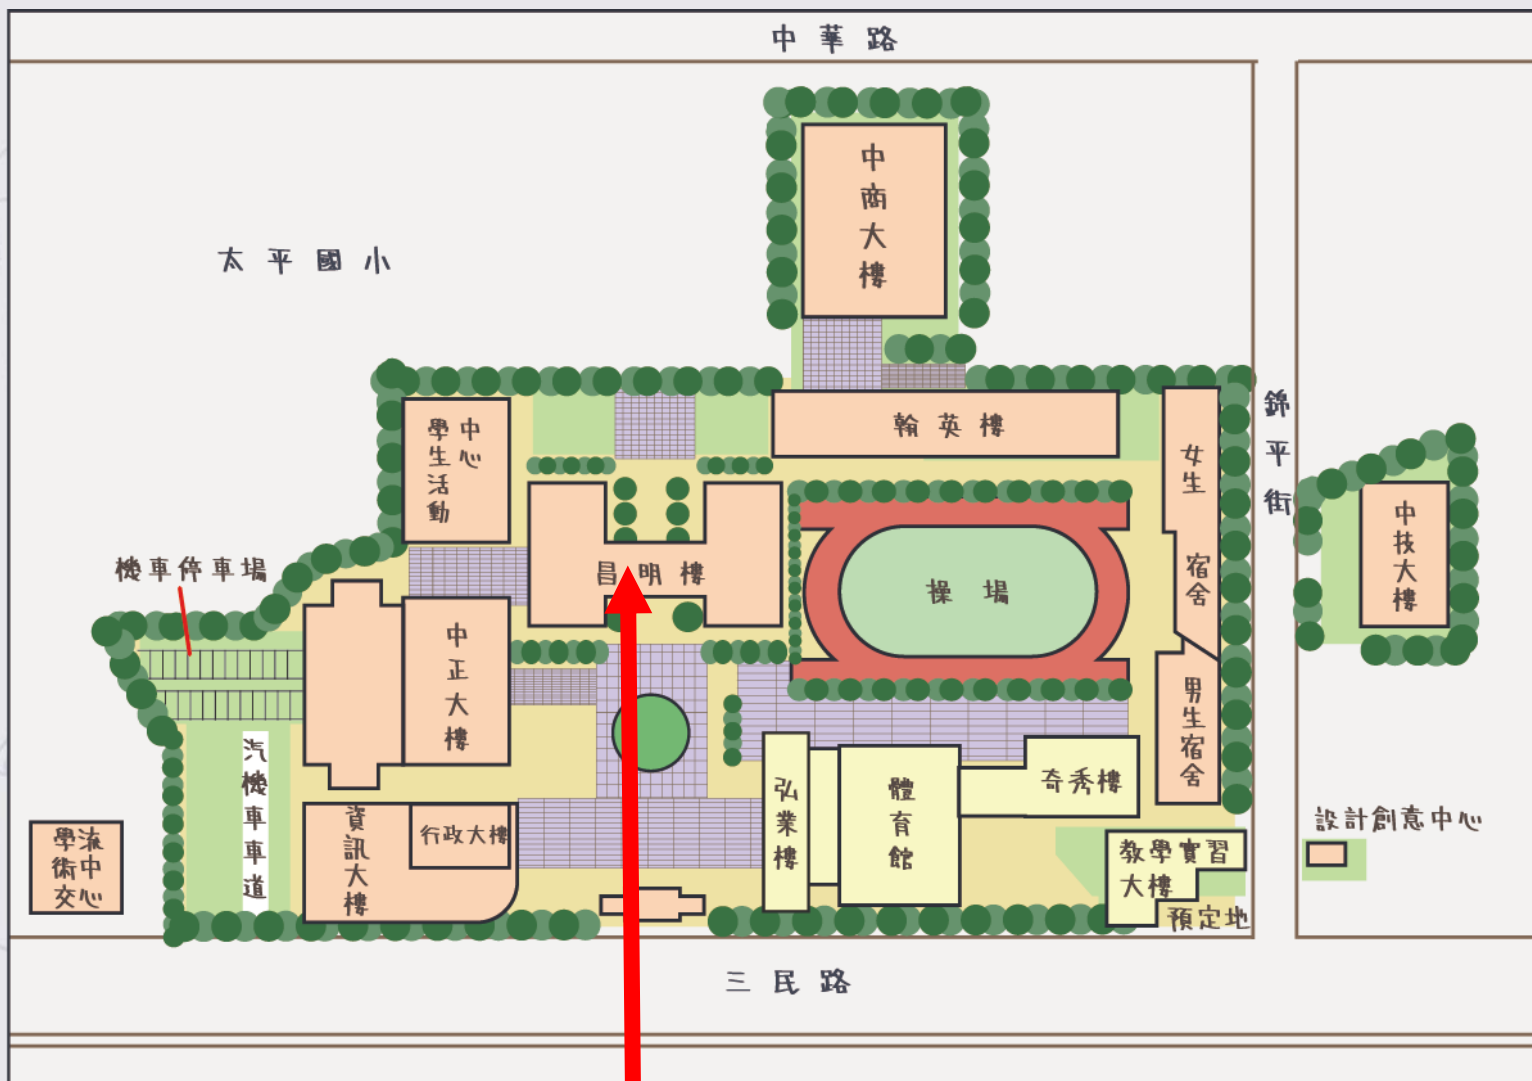 中華路
中商大樓
太平國小
翰英樓
學生活動
中心
女生宿舍
錦平街
中技大樓
機車停車場
昌明樓
操場
中正大樓
男生宿舍
汽機車車道
弘業樓
體育館
奇秀樓
資訊大樓
行政大樓
學術交
流中心
教學實習
大樓
預定地
設計創意中心
三民路